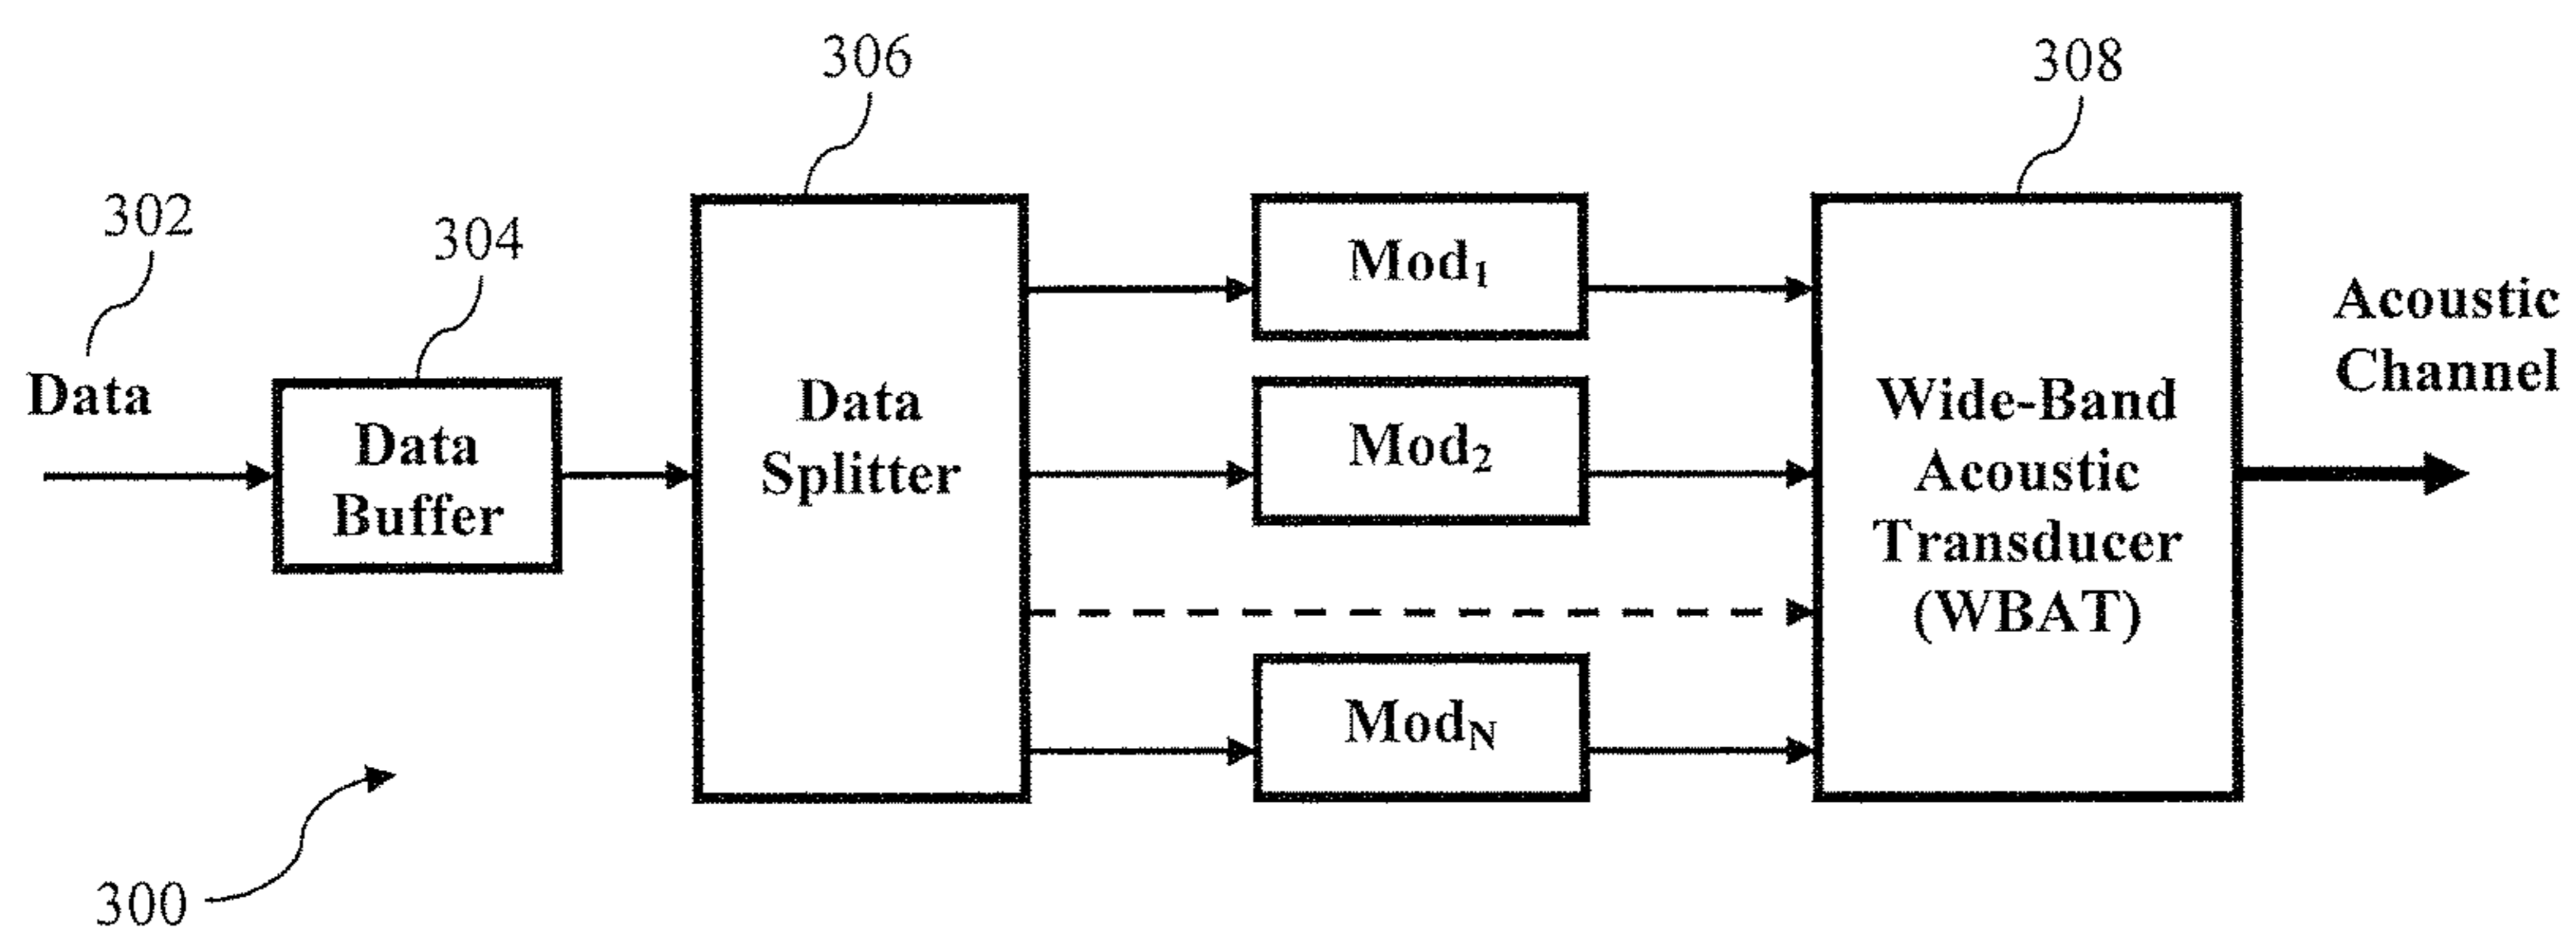 306
308
302
304
Data
Data
Buffer
Data
Splitter
Mod₁
Mod₂
Mod_N
Wide-Band
Acoustic
Transducer
(WBAT)
Acoustic
Channel
300